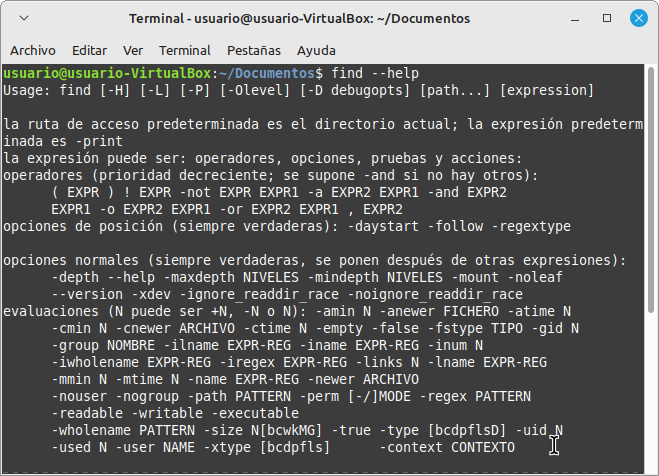 Terminal - usuario@usuario-VirtualBox: ~/Documentos
Archivo Editar Ver Terminal Pestañas Ayuda
usuario@usuario-VirtualBox:~/Documentos$ find --help
Usage: find [-H] [-L] [-P] [-Olevel] [-D debugopts] [path...] [expression]

la ruta de acceso predeterminada es el directorio actual; la expresión predeterm
inada es -print
la expresión puede ser: operadores, opciones, pruebas y acciones:
operadores (prioridad decreciente; se supone -and si no hay otros):
      ( EXPR ) ! EXPR -not EXPR EXPR1 -a EXPR2 EXPR1 -and EXPR2
      EXPR1 -o EXPR2 EXPR1 -or EXPR2 EXPR1 , EXPR2
opciones de posición (siempre verdaderas): -daystart -follow -regextype

opciones normales (siempre verdaderas, se ponen después de otras expresiones):
      -depth --help -maxdepth NIVELES -mindepth NIVELES -mount -noleaf
      --version -xdev -ignore_readdir_race -noignore_readdir_race
evaluaciones (N puede ser +N, -N o N): -amin N -anewer FICHERO -atime N
      -cmin N -cnewer ARCHIVO -ctime N -empty -false -fstype TIPO -gid N
      -group NOMBRE -ilname EXPR-REG -iname EXPR-REG -inum N
      -iwholename EXPR-REG -iregex EXPR-REG -links N -lname EXPR-REG
      -mmin N -mtime N -name EXPR-REG -newer ARCHIVO
      -nouser -nogroup -path PATTERN -perm [-/]MODE -regex PATTERN
      -readable -writable -executable
      -wholename PATTERN -size N[bcwkMG] -true -type [bcdpflsD] -uid N
      -used N -user NAME -xtype [bcdpfls]      -context CONTEXTO